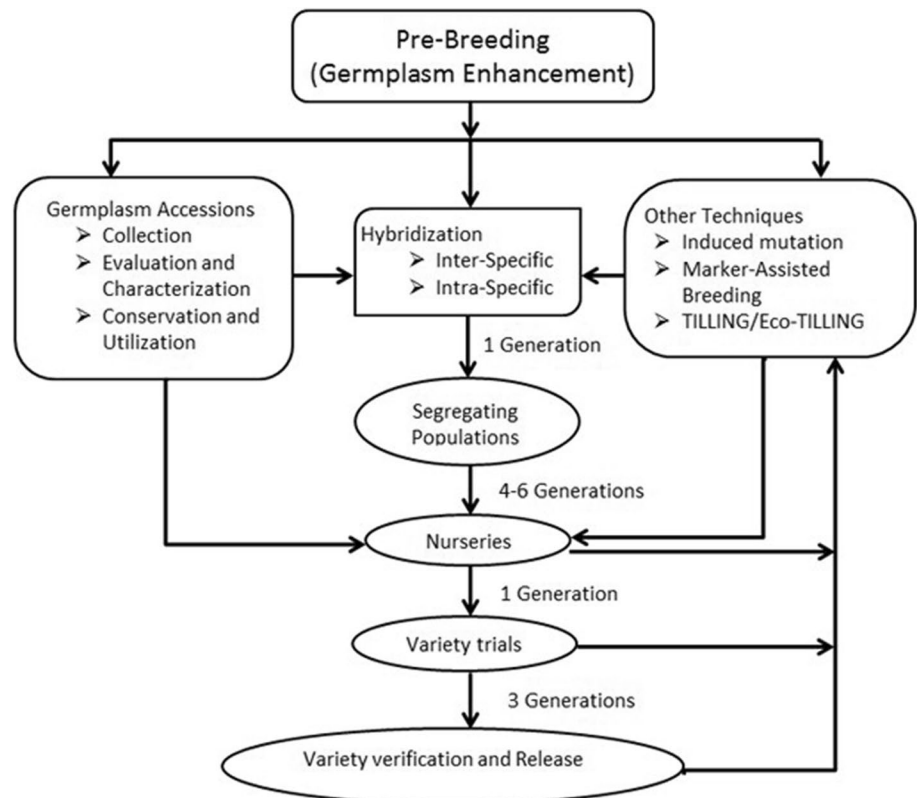 Pre-Breeding
(Germplasm Enhancement)
Germplasm Accessions
➢ Collection
➢ Evaluation and
Characterization
➢ Conservation and
Utilization
Hybridization
➢ Inter-Specific
➢ Intra-Specific
Other Techniques
➢ Induced mutation
➢ Marker-Assisted
Breeding
➢ TILLING/Eco-TILLING
1 Generation
Segregating
Populations
4-6 Generations
Nurseries
1 Generation
Variety trials
3 Generations
Variety verification and Release